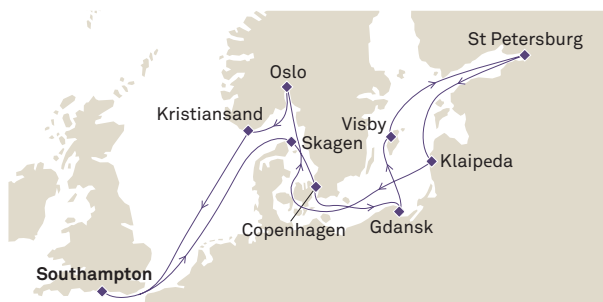 St Petersburg
Oslo
Kristiansand
Visby
Skagen
Klaipeda
Copenhagen
Gdansk
Southampton